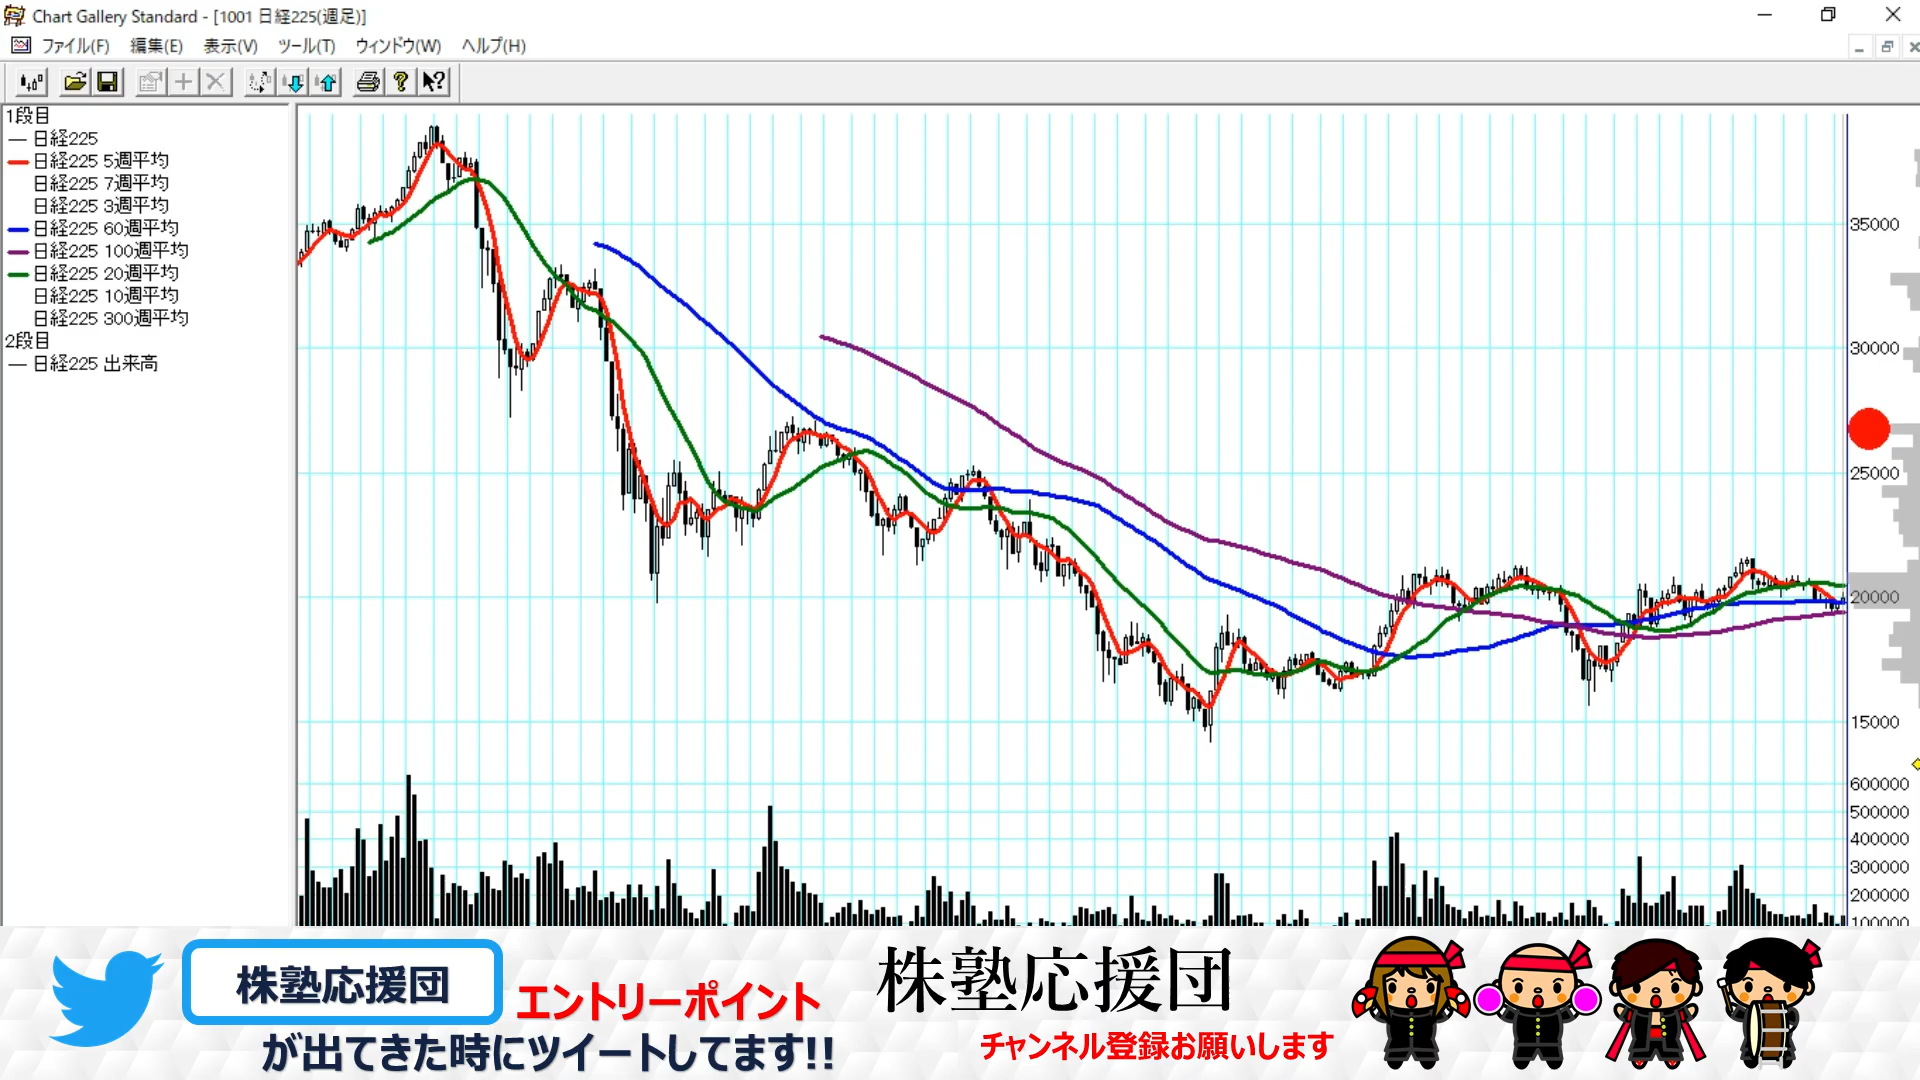 Chart Gallery Standard - [1001 日経225(週足)]
ファイル(F) 編集(E) 表示(V) ツール(T) ウィンドウ(W) ヘルプ(H)
1段目
日経225
日経225 5週平均
日経225 7週平均
日経225 3週平均
日経225 60週平均
日経225 100週平均
日経225 20週平均
日経225 10週平均
日経225 300週平均
2段目
日経225 出来高
35000
30000
25000
20000
15000
600000
500000
400000
300000
200000
100000
株塾応援団
エントリーポイント
が出てきた時にツイートしてます!!
株塾応援団
チャンネル登録お願いします